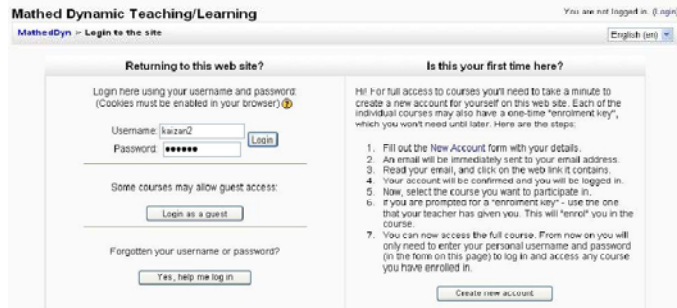 Mathed Dynamic Teaching/Learning
You are not logged in. (Login)
MathedDyn ► Login to the site
English (en)
Returning to this web site?
Login here using your username and password:
(Cookies must be enabled in your browser)
Username: kaizan2
Password: ●●●●●●
Login
Some courses may allow guest access:
Login as a guest
Forgotten your username or password?
Yes, help me log in
Is this your first time here?
Hi! For full access to courses you'll need to take a minute to
create a new account for yourself on this web site. Each of the
individual courses may also have a one-time "enrolment key",
which you won't need until later. Here are the steps:
1. Fill out the New Account form with your details.
2. An email will be immediately sent to your email address.
3. Read your email, and click on the web link it contains.
4. Your account will be confirmed and you will be logged in.
5. Now, select the course you want to participate in.
6. If you are prompted for a "enrolment key" - use the one
that your teacher has given you. This will "enrol" you in the
course.
7. You can now access the full course. From now on you will
only need to enter your personal username and password
(in the form on this page) to log in and access any course
you have enrolled in.
Create new account